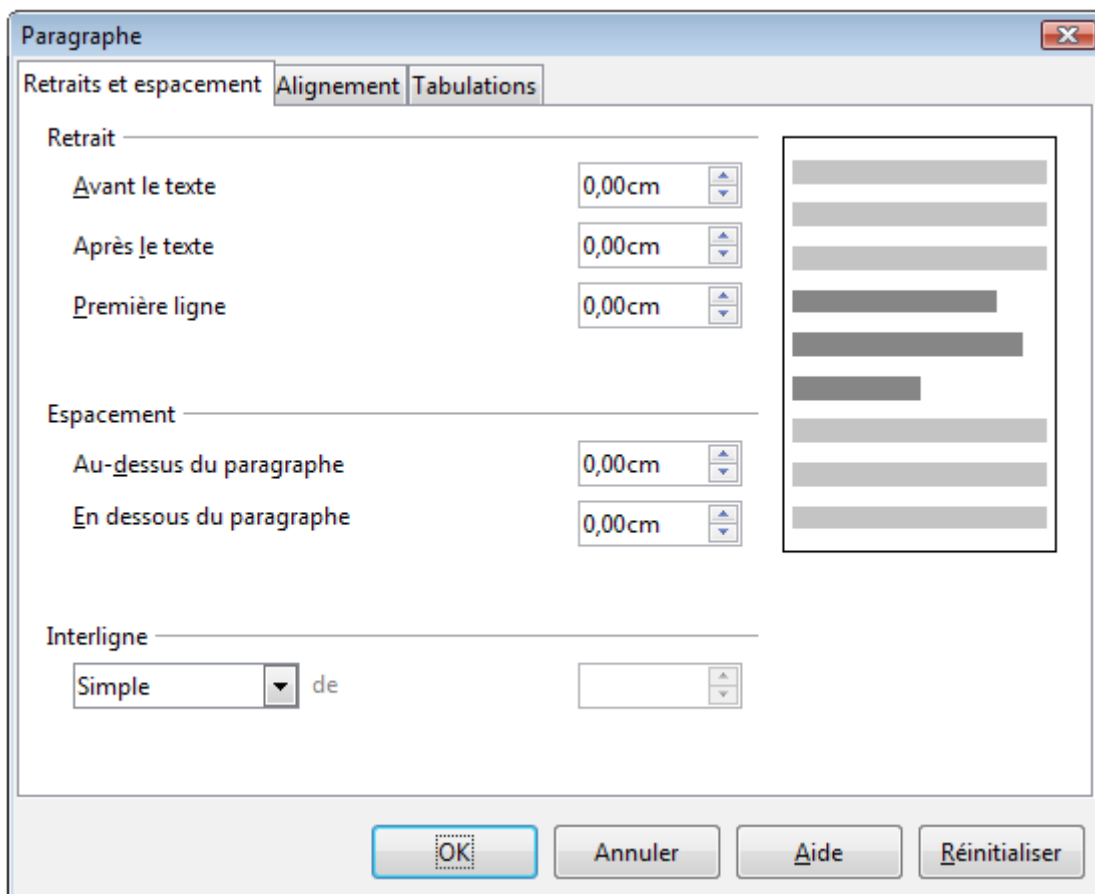 Paragraphe
Retraits et espacement Alignement Tabulations
Retrait
Avant le texte 0,00cm
Après le texte 0,00cm
Première ligne 0,00cm
Espacement
Au-dessus du paragraphe 0,00cm
En dessous du paragraphe 0,00cm
Interligne
Simple de
OK Annuler Aide Réinitialiser